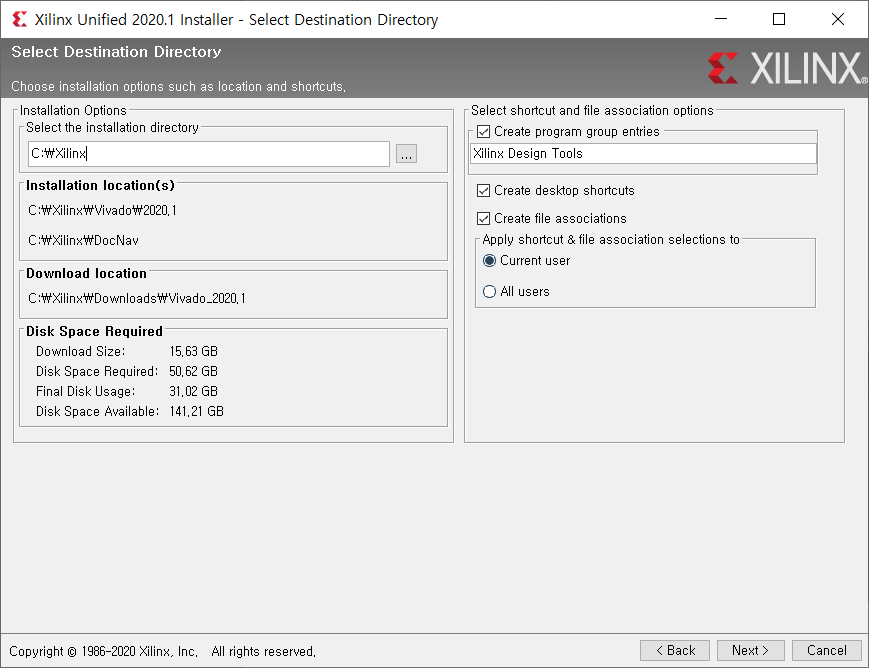 Xilinx Unified 2020.1 Installer - Select Destination Directory
Select Destination Directory
Choose installation options such as location and shortcuts.
XILINX®
Installation Options
Select the installation directory
C:₩Xilinx
...
Installation location(s)
C:₩Xilinx₩Vivado₩2020.1
C:₩Xilinx₩DocNav
Download location
C:₩Xilinx₩Downloads₩Vivado_2020.1
Disk Space Required
Download Size: 15.63 GB
Disk Space Required: 50.62 GB
Final Disk Usage: 31.02 GB
Disk Space Available: 141.21 GB
Select shortcut and file association options
Create program group entries
Xilinx Design Tools
Create desktop shortcuts
Create file associations
Apply shortcut & file association selections to
Current user
All users
Copyright © 1986-2020 Xilinx, Inc. All rights reserved.
< Back
Next >
Cancel